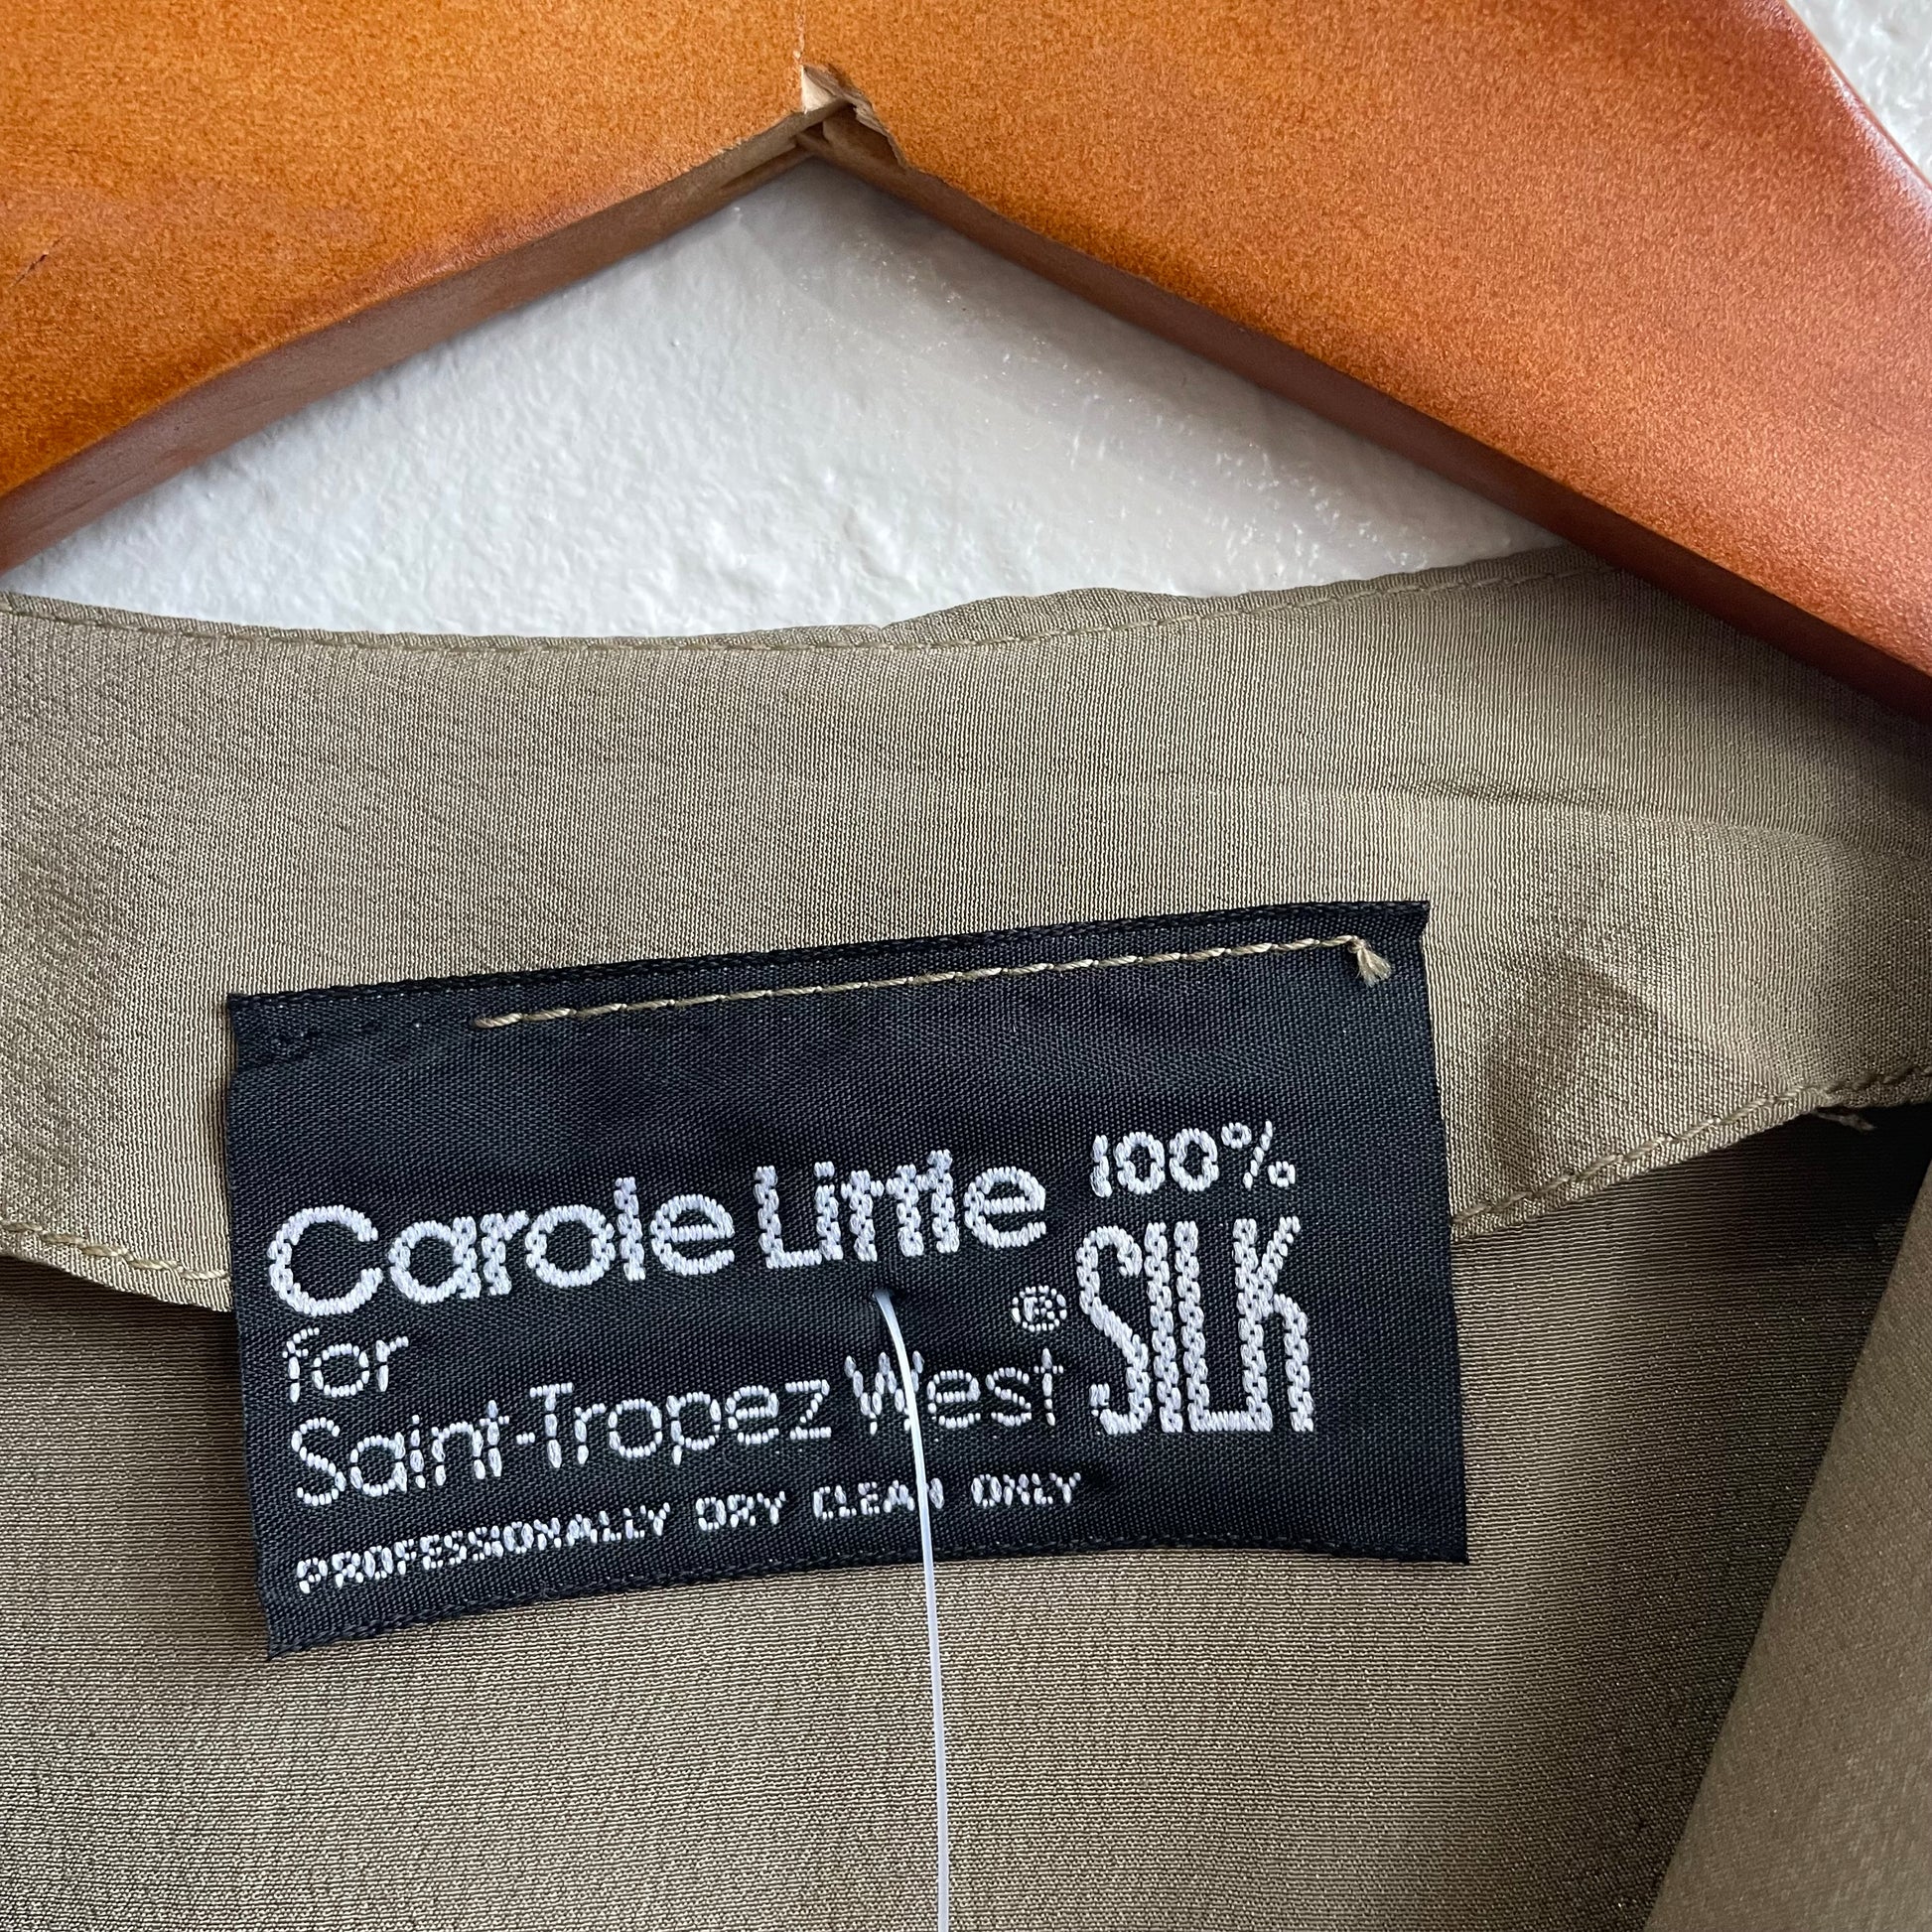 Carole Little
for
Saint-Tropez West ®
PROFESSIONALLY DRY CLEAN ONLY
100%
SILK